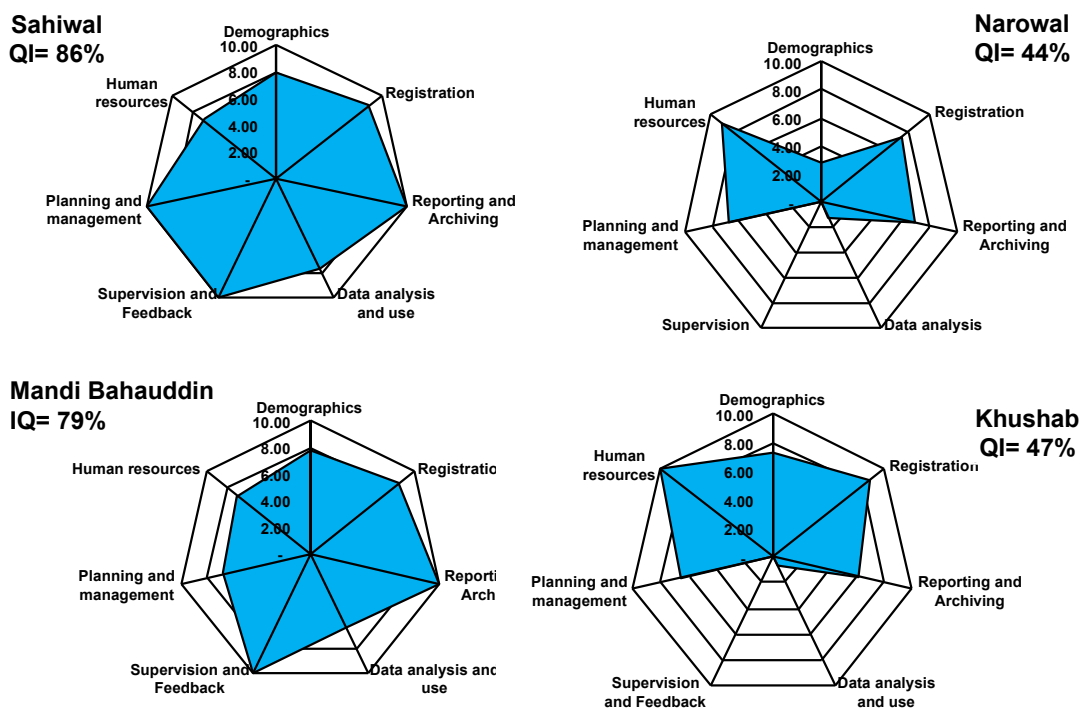 Sahiwal
QI= 86%
Demographics
10.00
8.00
6.00
4.00
2.00
-
Human
resources
Registration
Planning and
management
Reporting and
Archiving
Supervision and
Feedback
Data analysis
and use
Narowal
QI= 44%
Demographics
10.00
8.00
6.00
4.00
2.00
-
Human
resources
Registration
Planning and
management
Reporting and
Archiving
Supervision
Data analysis
Mandi Bahauddin
IQ= 79%
Demographics
10.00
8.00
6.00
4.00
2.00
-
Human resources
Registratio
Planning and
management
Reporti
Arch
Supervision and
Feedback
Data analysis and
use
Khushab
QI= 47%
Demographics
10.00
8.00
6.00
4.00
2.00
-
Human
resources
Registration
Planning and
management
Reporting and
Archiving
Supervision
and Feedback
Data analysis
and use